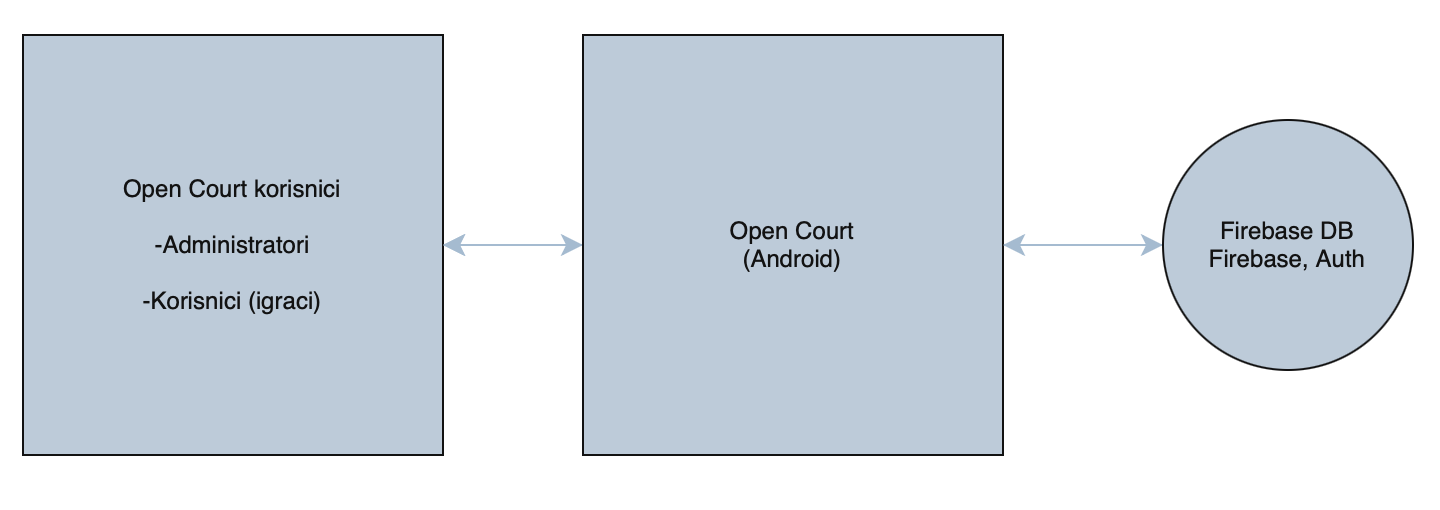 Open Court korisnici
-Administratori
-Korisnici (igraci)
Open Court
(Android)
Firebase DB
Firebase, Auth